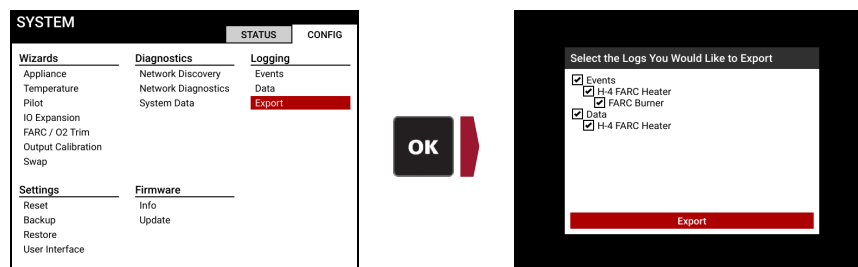 SYSTEM
STATUS
CONFIG
Wizards
Appliance
Temperature
Pilot
IO Expansion
FARC / O2 Trim
Output Calibration
Swap
Diagnostics
Network Discovery
Network Diagnostics
System Data
Logging
Events
Data
Export
Settings
Reset
Backup
Restore
User Interface
Firmware
Info
Update
OK
Select the Logs You Would Like to Export
Events
H-4 FARC Heater
FARC Burner
Data
H-4 FARC Heater
Export